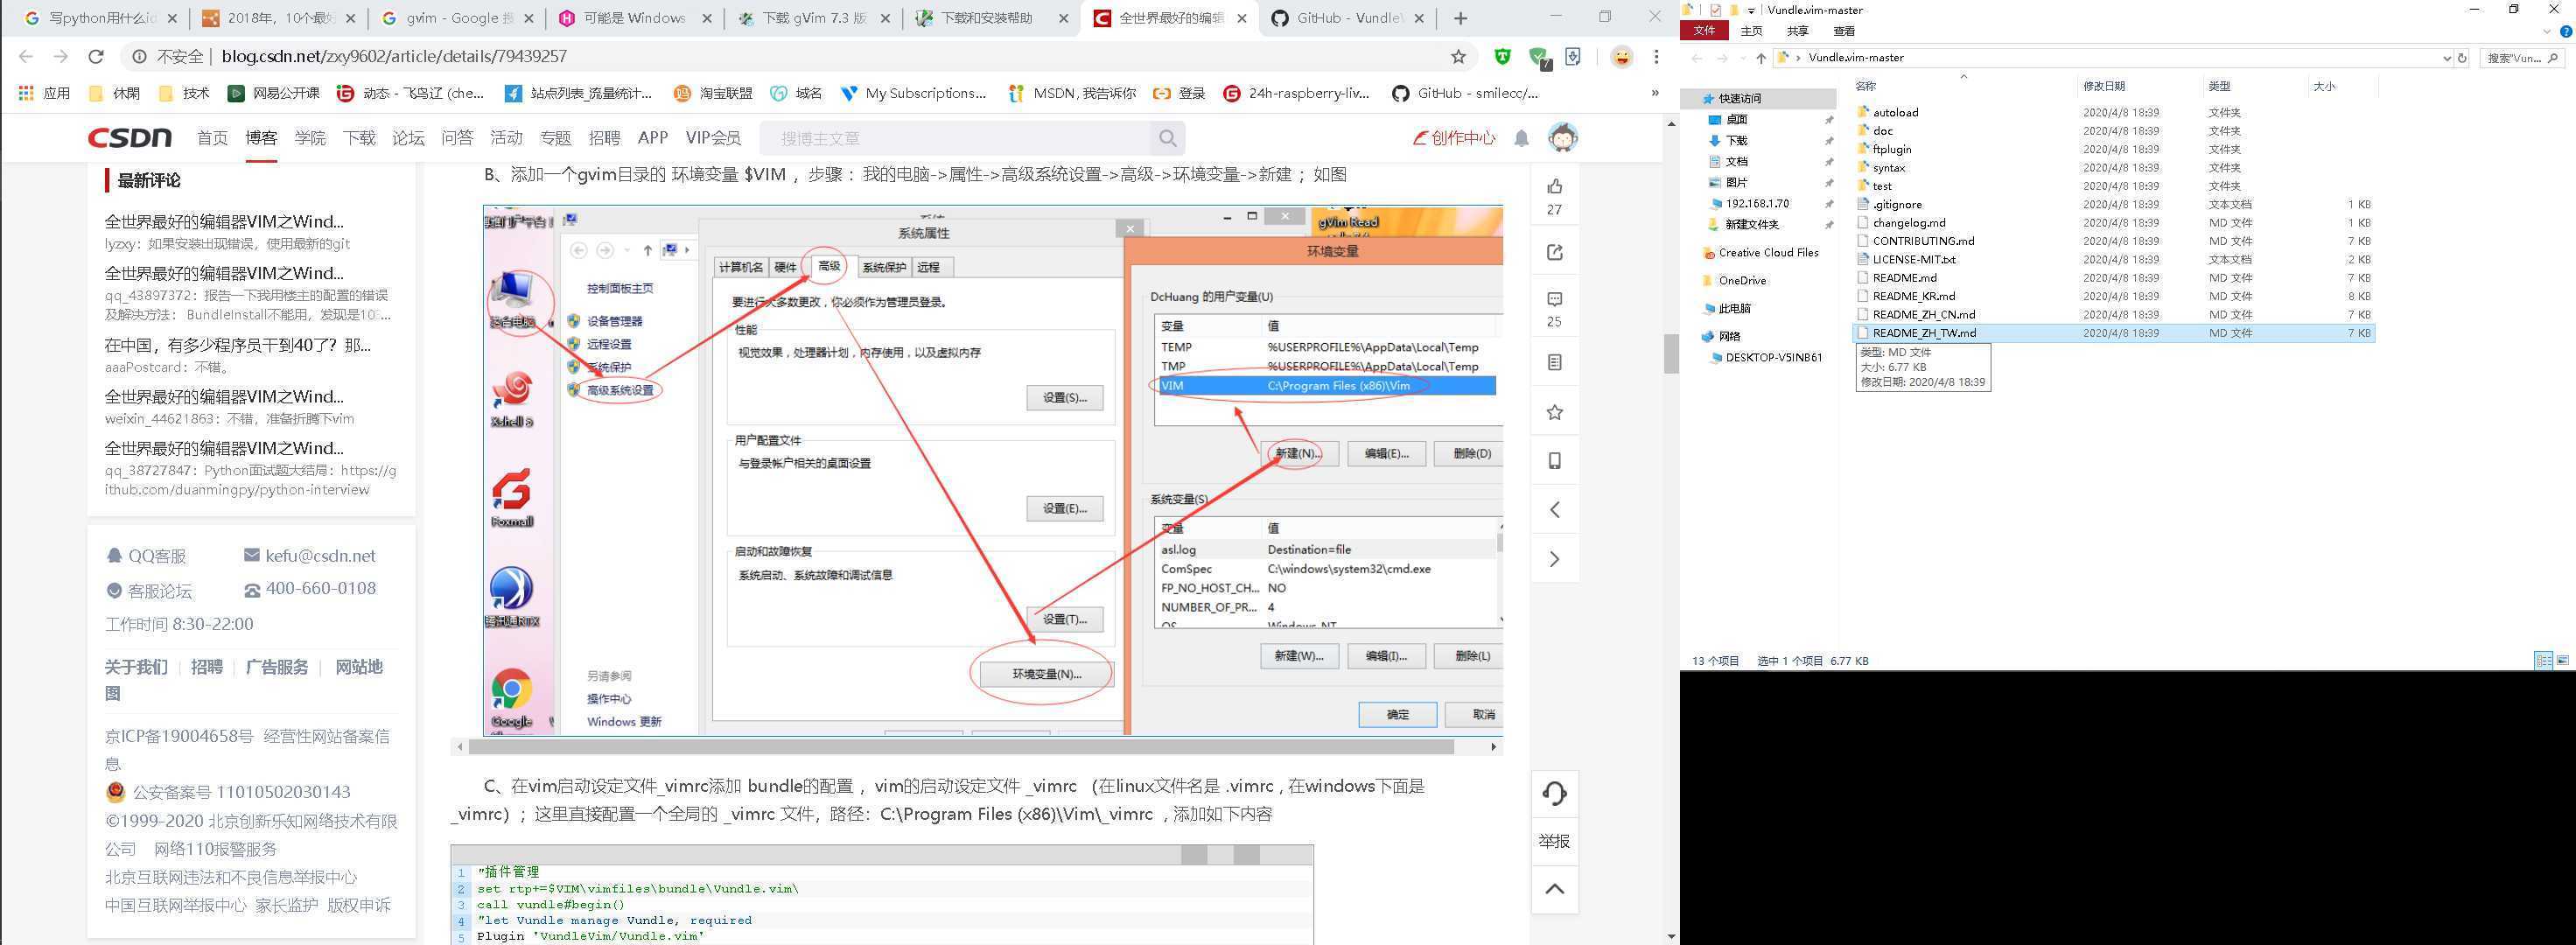 写python用什么id
2018年，10个最好
gvim - Google 搜
可能是 Windows
下载 gVim 7.3 版
下载和安装帮助
全世界最好的编辑
GitHub - Vundle
不安全 | blog.csdn.net/zxy9602/article/details/79439257
应用
休閑
技术
网易公开课
动态 - 飞鸟辽 (che...
站点列表_流量统计...
淘宝联盟
域名
My Subscriptions...
MSDN, 我告诉你
登录
24h-raspberry-liv...
GitHub - smilecc/...
»
CSDN 首页 博客 学院 下载 论坛 问答 活动 专题 招聘 APP VIP会员 搜博主文章 创作中心
最新评论
全世界最好的编辑器VIM之Wind...
lyzxy：如果安装出现错误，使用最新的git
全世界最好的编辑器VIM之Wind...
qq_43897372：报告一下我用楼主的配置的错误
及解决方法： BundleInstall不能用，发现是10...
在中国，有多少程序员干到40了？那...
aaaPostcard：不错。
全世界最好的编辑器VIM之Wind...
weixin_44621863：不错，准备折腾下vim
全世界最好的编辑器VIM之Wind...
qq_38727847：Python面试题大结局：https://g
ithub.com/duanmingpy/python-interview
QQ客服 kefu@csdn.net
客服论坛 400-660-0108
工作时间 8:30-22:00
关于我们 | 招聘 | 广告服务 | 网站地
图
京ICP备19004658号 经营性网站备案信
息
公安备案号 11010502030143
©1999-2020 北京创新乐知网络技术有限
公司 网络110报警服务
北京互联网违法和不良信息举报中心
中国互联网举报中心 家长监护 版权申诉
B、添加一个gvim目录的 环境变量 $VIM ，步骤 ：我的电脑->属性->高级系统设置->高级->环境变量->新建 ；如图
gVim Read
Xshell 5
Foxmail
Google
控制面板主页
设备管理器
远程设置
系统保护
高级系统设置
另请参阅
操作中心
Windows 更新
系统属性
计算机名 硬件 高级 系统保护 远程
要进行大多数更改，你必须作为管理员登录。
性能
视觉效果，处理器计划，内存使用，以及虚拟内存
设置(S)...
用户配置文件
与登录帐户相关的桌面设置
设置(E)...
启动和故障恢复
系统启动、系统故障和调试信息
设置(T)...
环境变量(N)...
环境变量
DcHuang 的用户变量(U)
变量 值
TEMP %USERPROFILE%\AppData\Local\Temp
TMP %USERPROFILE%\AppData\Local\Temp
VIM C:\Program Files (x86)\Vim
新建(N)... 编辑(E)... 删除(D)
系统变量(S)
变量 值
asl.log Destination=file
ComSpec C:\windows\system32\cmd.exe
FP_NO_HOST_CH... NO
NUMBER_OF_PR... 4
OS Windows_NT
新建(W)... 编辑(I)... 删除(L)
确定 取消
C、在vim启动设定文件_vimrc添加 bundle的配置 ，vim的启动设定文件 _vimrc （在linux文件名是 .vimrc , 在windows下面是
_vimrc) ；这里直接配置一个全局的 _vimrc 文件，路径：C:\Program Files (x86)\Vim\_vimrc ，添加如下内容
1 "插件管理
2 set rtp+=$VIM\vimfiles\bundle\Vundle.vim\
3 call vundle#begin()
4 "let Vundle manage Vundle, required
5 Plugin 'VundleVim/Vundle.vim'
27
25
举报
Vundle.vim-master
文件 主页 共享 查看
Vundle.vim-master
搜索"Vun...
快速访问
桌面
下载
文档
图片
192.168.1.70
新建文件夹
Creative Cloud Files
OneDrive
此电脑
网络
DESKTOP-V5INB61
名称 修改日期 类型 大小
autoload 2020/4/8 18:39 文件夹
doc 2020/4/8 18:39 文件夹
ftplugin 2020/4/8 18:39 文件夹
syntax 2020/4/8 18:39 文件夹
test 2020/4/8 18:39 文件夹
.gitignore 2020/4/8 18:39 文本文档 1 KB
changelog.md 2020/4/8 18:39 MD 文件 1 KB
CONTRIBUTING.md 2020/4/8 18:39 MD 文件 7 KB
LICENSE-MIT.txt 2020/4/8 18:39 文本文档 2 KB
README.md 2020/4/8 18:39 MD 文件 7 KB
README_KR.md 2020/4/8 18:39 MD 文件 8 KB
README_ZH_CN.md 2020/4/8 18:39 MD 文件 7 KB
README_ZH_TW.md 2020/4/8 18:39 MD 文件 7 KB
类型: MD 文件
大小: 6.77 KB
修改日期: 2020/4/8 18:39
13 个项目 选中 1 个项目 6.77 KB